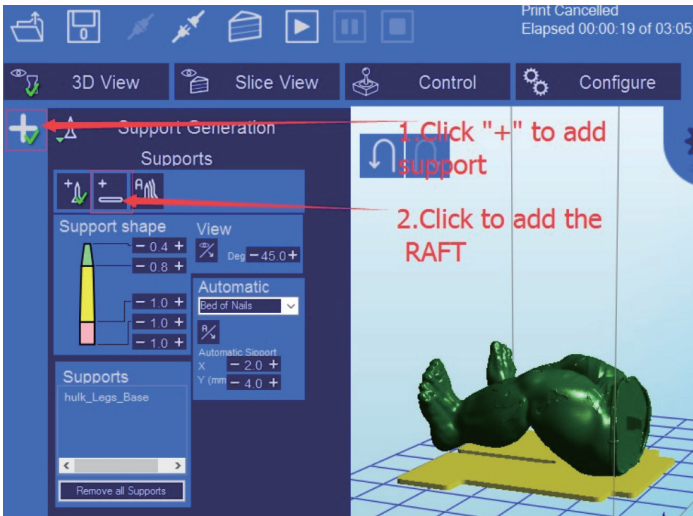 Print Cancelled
Elapsed 00:00:19 of 03:05
3D View
Slice View
Control
Configure
Support Generation
1.Click "+" to add
support
Supports
2.Click to add the
RAFT
Support shape
View
0.4
Deg
45.0
0.8
Automatic
Bed of Nails
1.0
1.0
1.0
Automatic Sipport
X
2.0
Y (mm
4.0
Supports
hulk_Legs_Base
Remove all Supports